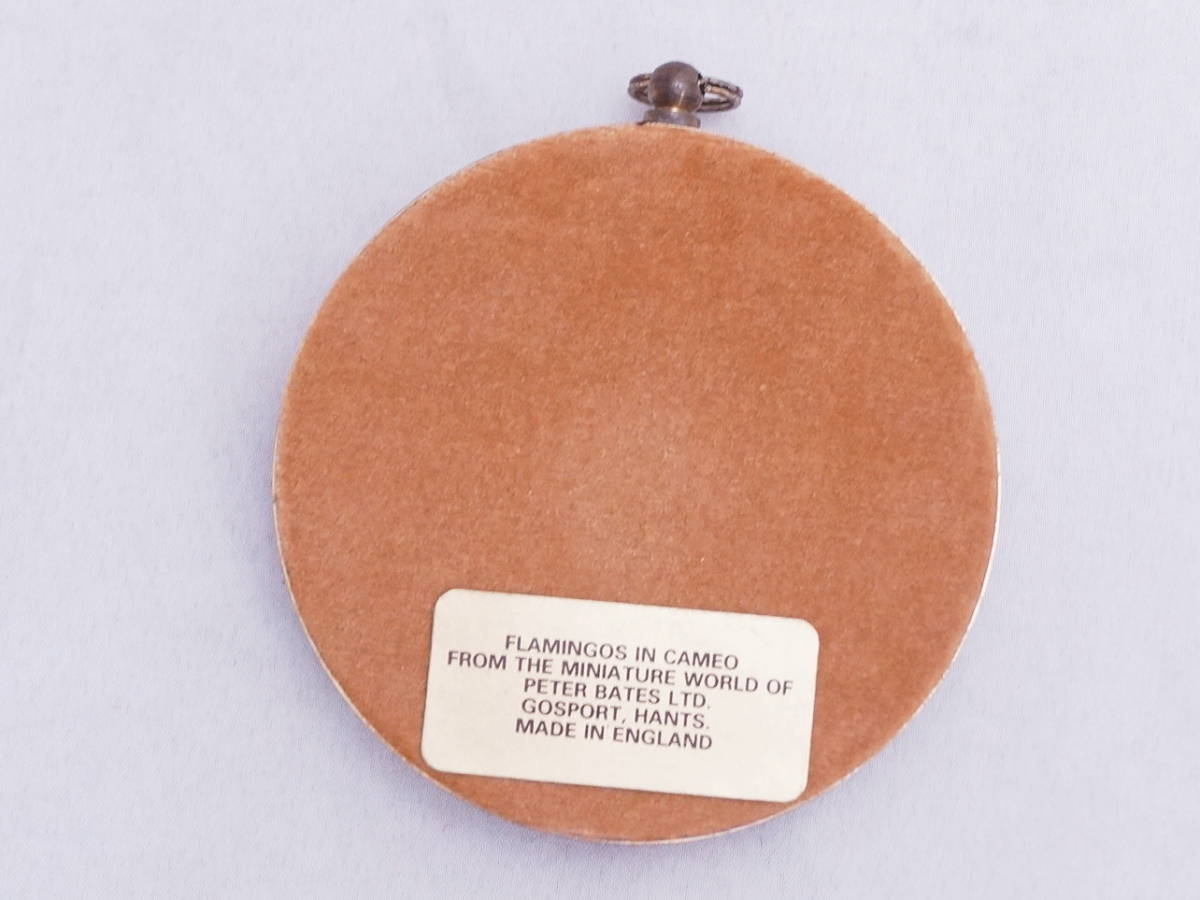 FLAMINGOS IN CAMEO
FROM THE MINIATURE WORLD OF
PETER BATES LTD.
GOSPORT, HANTS.
MADE IN ENGLAND